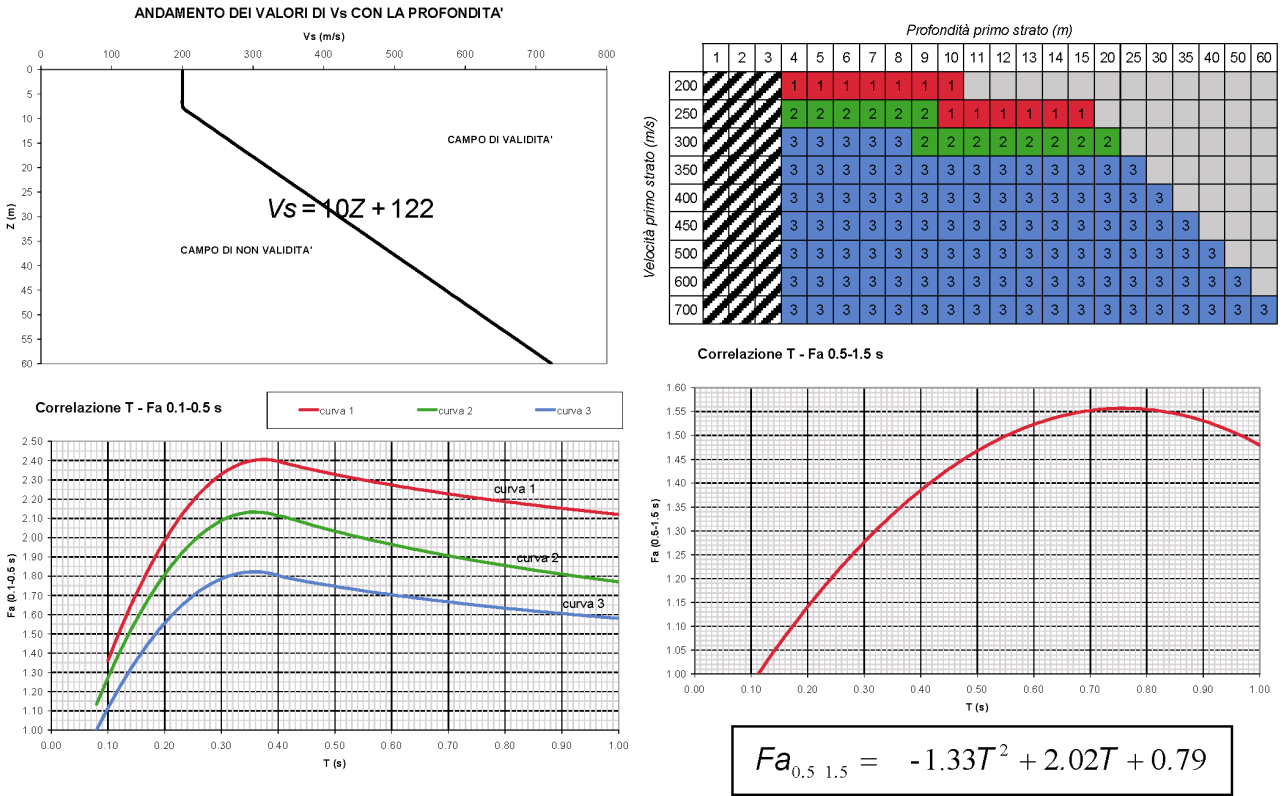 ANDAMENTO DEI VALORI DI Vs CON LA PROFONDITA'
Vs (m/s)
0 100 200 300 400 500 600 700 800
0
5
10
15
20
25
30
35
40
45
50
55
60
Z (m)
CAMPO DI VALIDITA'
Vs = 10Z + 122
CAMPO DI NON VALIDITA'
Profondità primo strato (m)
1 2 3 4 5 6 7 8 9 10 11 12 13 14 15 20 25 30 35 40 50 60
Velocità primo strato (m/s)
200 1 1 1 1 1 1 1
250 2 2 2 2 2 2 1 1 1 1 1 1
300 3 3 3 3 3 2 2 2 2 2 2 2 2
350 3 3 3 3 3 3 3 3 3 3 3 3 3 3
400 3 3 3 3 3 3 3 3 3 3 3 3 3 3 3
450 3 3 3 3 3 3 3 3 3 3 3 3 3 3 3 3
500 3 3 3 3 3 3 3 3 3 3 3 3 3 3 3 3 3
600 3 3 3 3 3 3 3 3 3 3 3 3 3 3 3 3 3 3
700 3 3 3 3 3 3 3 3 3 3 3 3 3 3 3 3 3 3 3
Correlazione T - Fa 0.1-0.5 s
curva 1 curva 2 curva 3
2.50
2.40
2.30
2.20
2.10
2.00
1.90
1.80
1.70
1.60
1.50
1.40
1.30
1.20
1.10
1.00
Fa (0.1-0.5 s)
curva 1
curva 2
curva 3
0.00 0.10 0.20 0.30 0.40 0.50 0.60 0.70 0.80 0.90 1.00
T (s)
Correlazione T - Fa 0.5-1.5 s
1.60
1.55
1.50
1.45
1.40
1.35
1.30
1.25
1.20
1.15
1.10
1.05
1.00
Fa (0.5-1.5 s)
0.00 0.10 0.20 0.30 0.40 0.50 0.60 0.70 0.80 0.90 1.00
T (s)
Fa0.5 1.5 = -1.33T² + 2.02T + 0.79